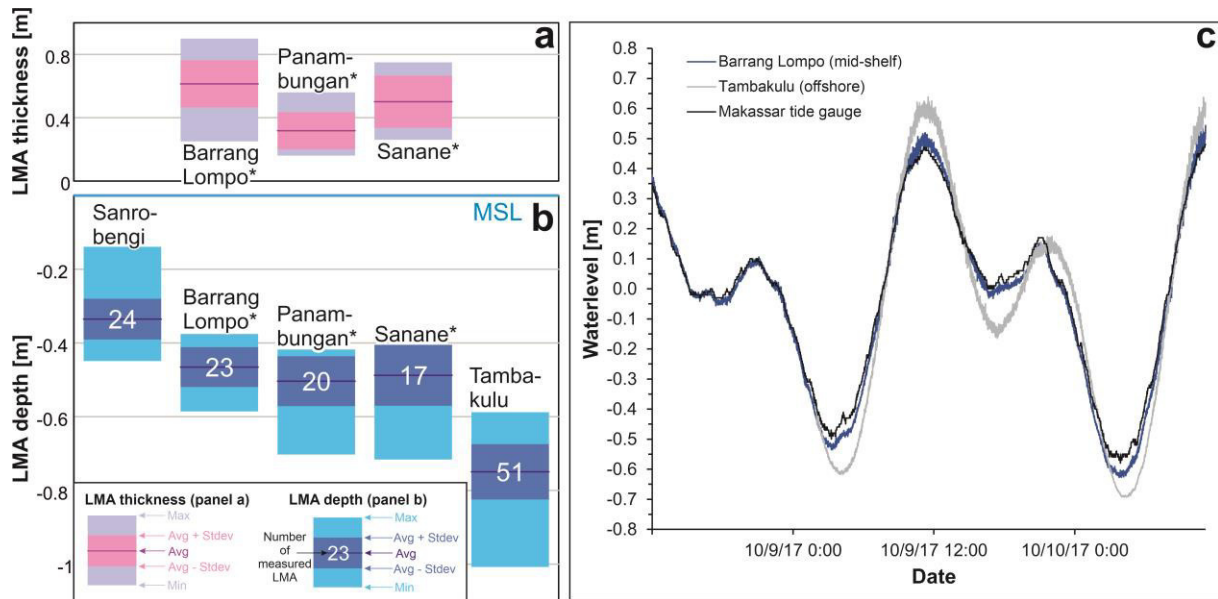 a
LMA thickness [m]
0.8
0.4
0
Barrang
Lompo*
Panam-
bungan*
Sanane*
b
MSL
LMA depth [m]
-0.2
-0.4
-0.6
-0.8
-1
Sanro-
bengi
24
Barrang
Lompo*
23
Panam-
bungan*
20
Sanane*
17
Tamba-
kulu
51
LMA thickness (panel a)
Max
Avg + Stdev
Avg
Avg - Stdev
Min
LMA depth (panel b)
Number
of
measured
LMA
23
Max
Avg + Stdev
Avg
Avg - Stdev
Min
c
Barrang Lompo (mid-shelf)
Tambakulu (offshore)
Makassar tide gauge
Waterlevel [m]
0.8
0.7
0.6
0.5
0.4
0.3
0.2
0.1
0.0
-0.1
-0.2
-0.3
-0.4
-0.5
-0.6
-0.7
-0.8
10/9/17 0:00
10/9/17 12:00
10/10/17 0:00
Date